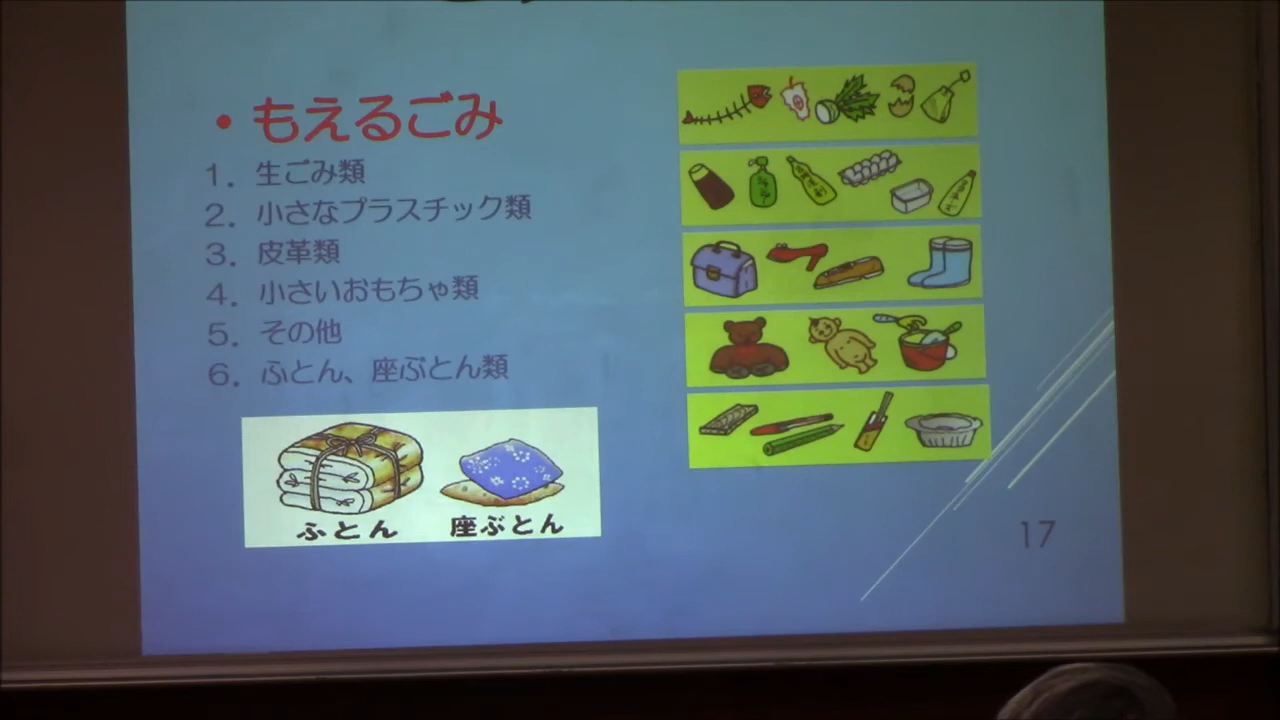 • もえるごみ
1. 生ごみ類
2. 小さなプラスチック類
3. 皮革類
4. 小さいおもちゃ類
5. その他
6. ふとん、座ぶとん類
ふとん 座ぶとん
17